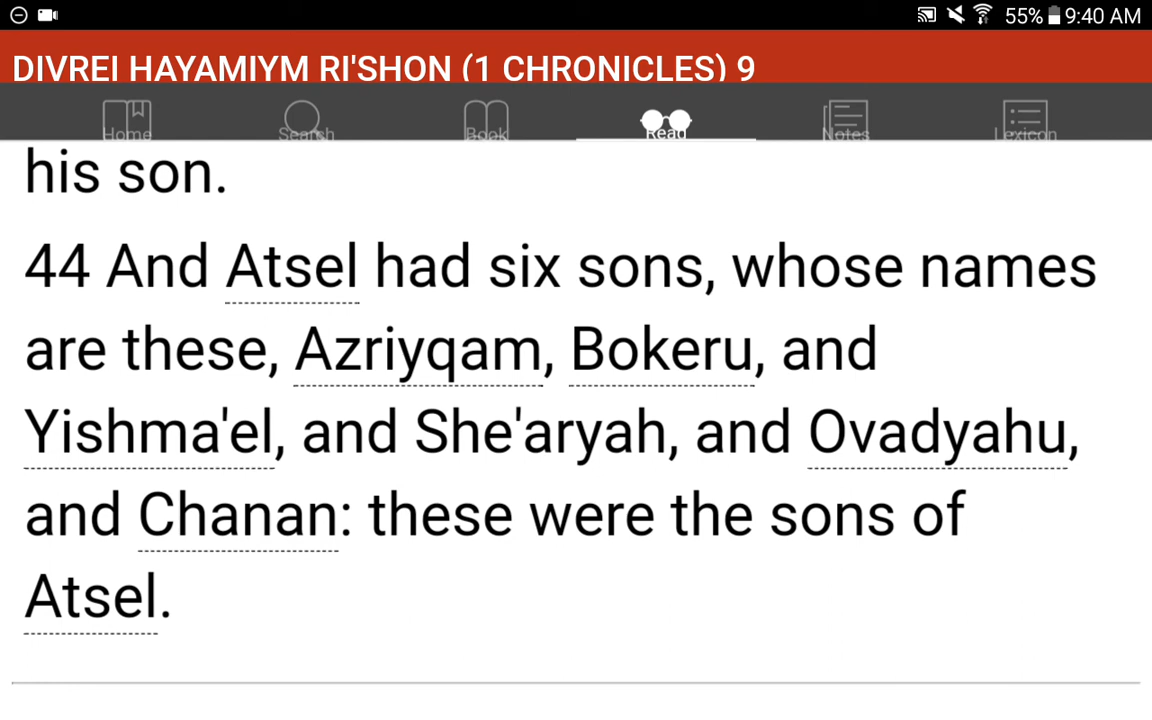 55% 9:40 AM
DIVREI HAYAMIYM RI'SHON (1 CHRONICLES) 9
Home Search Book Read Notes Lexicon
his son.
44 And Atsel had six sons, whose names
are these, Azriyqam, Bokeru, and
Yishma'el, and She'aryah, and Ovadyahu,
and Chanan: these were the sons of
Atsel.